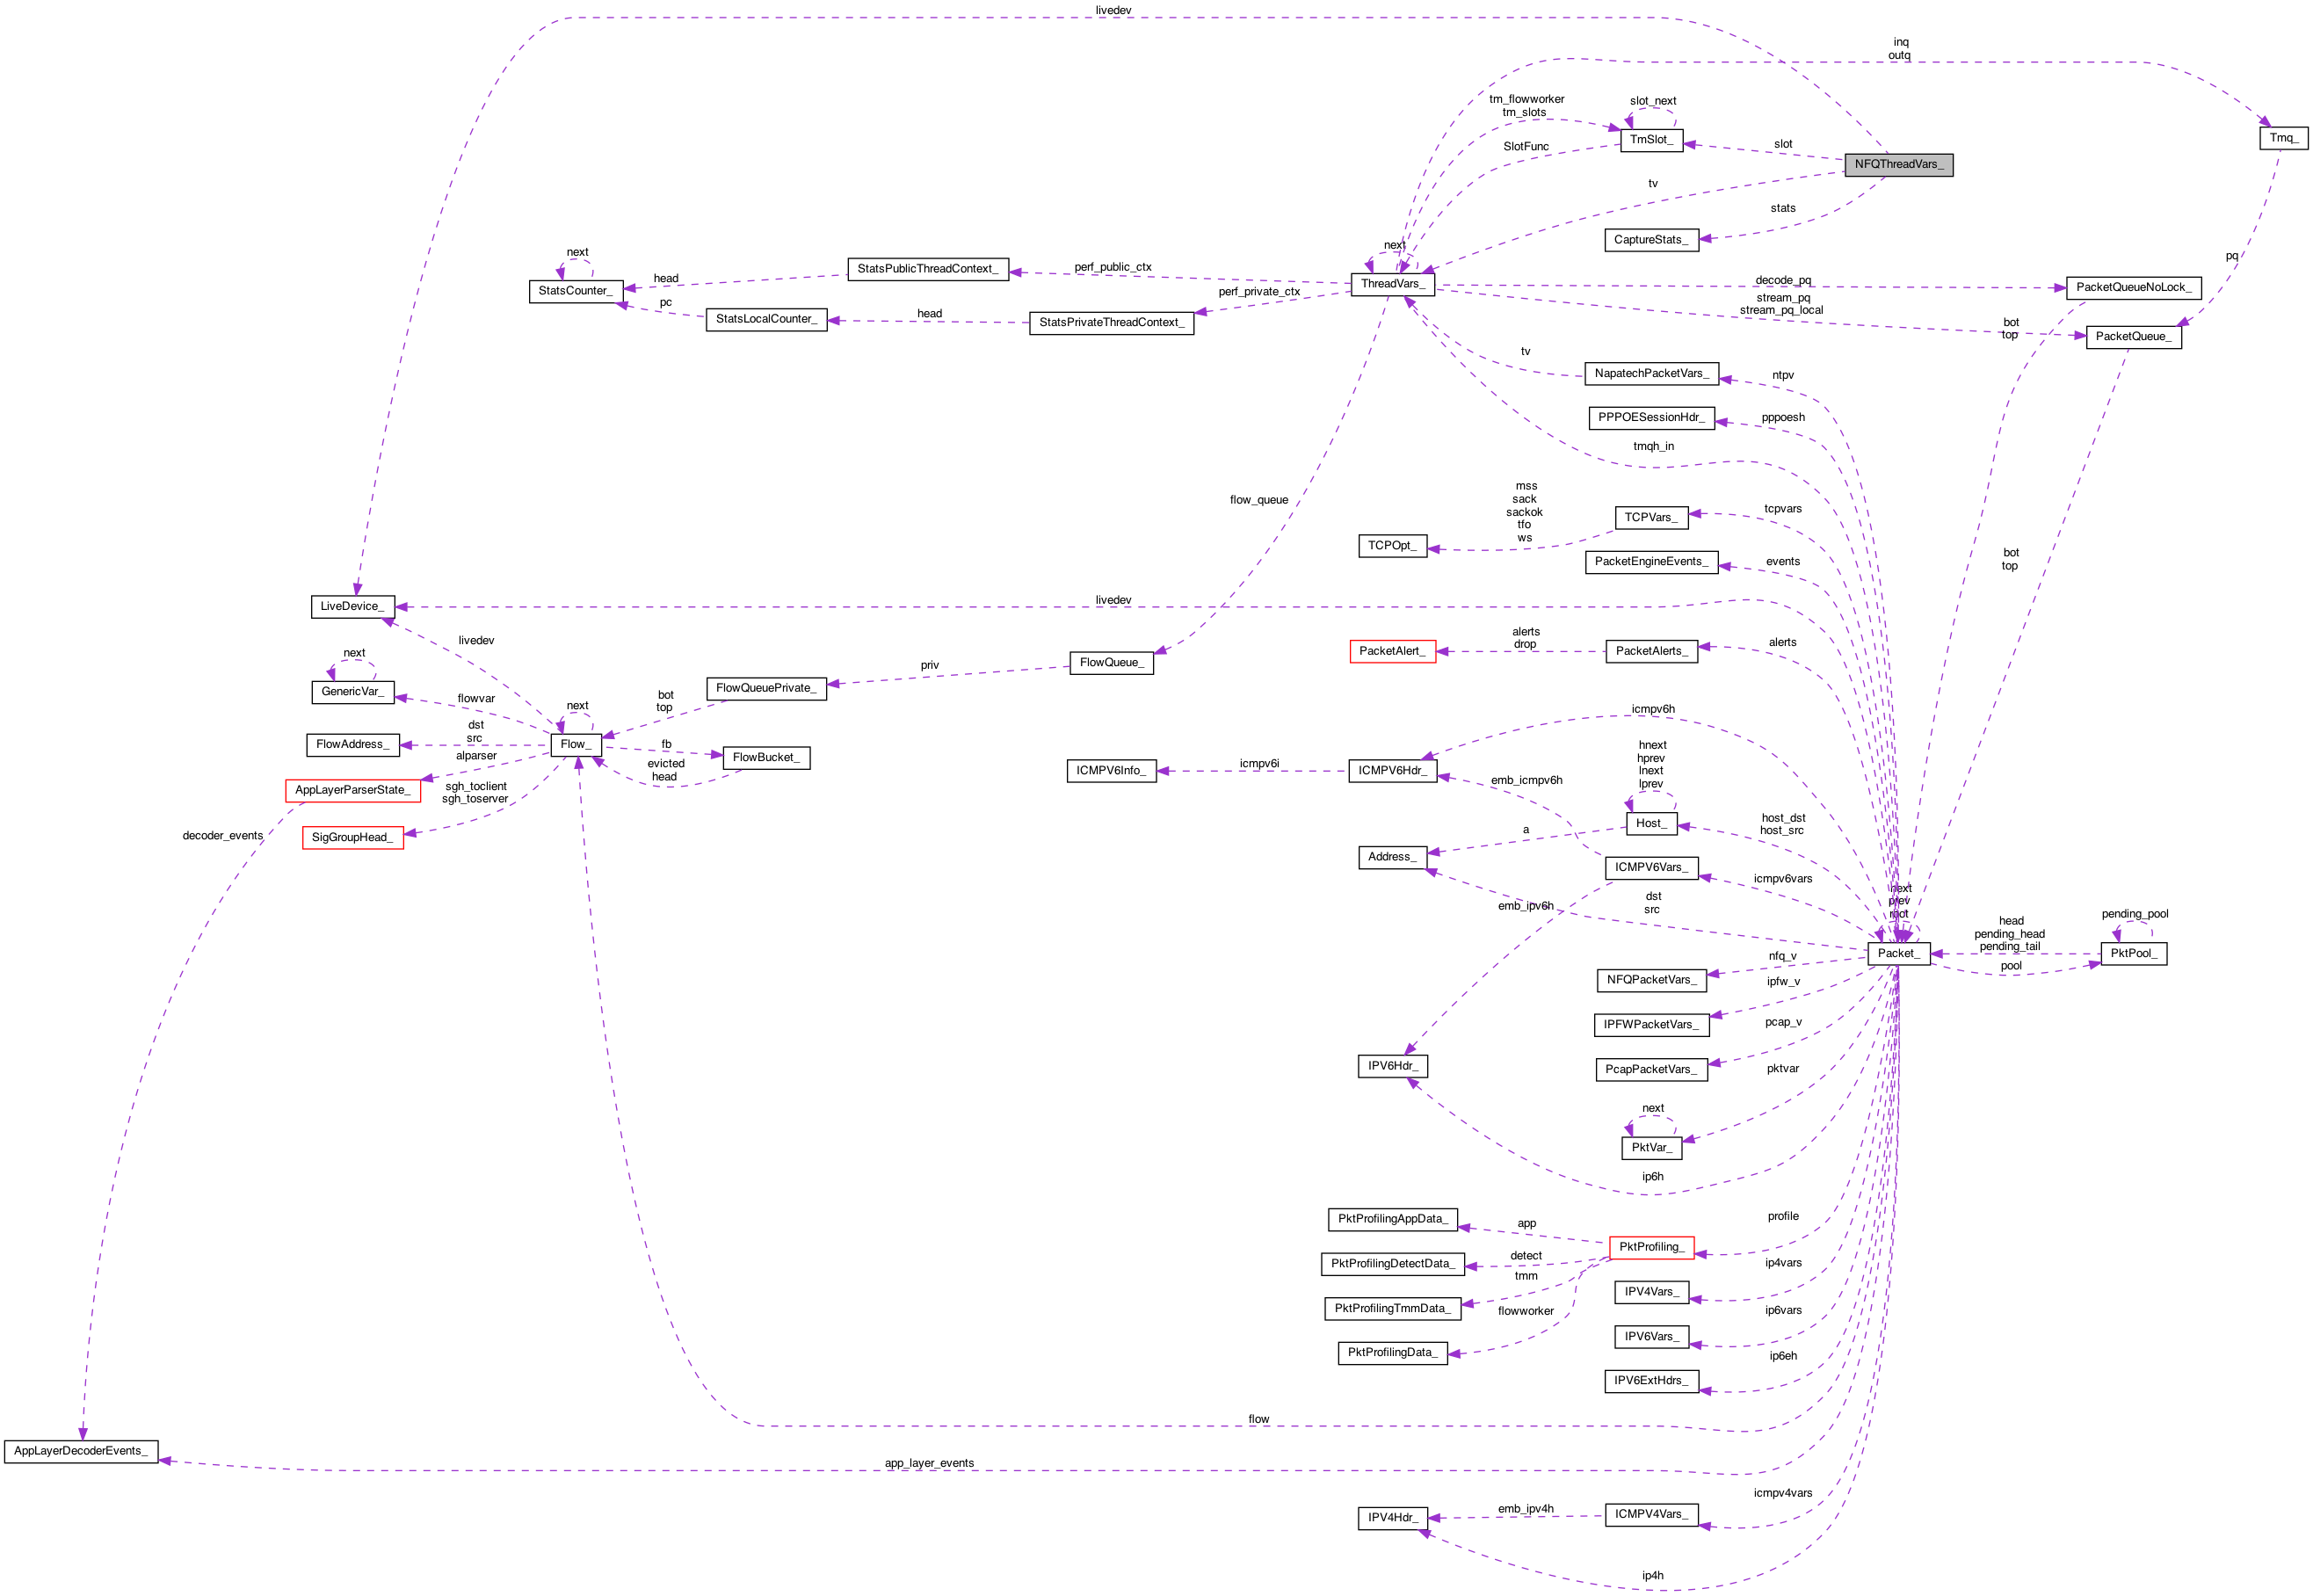 livedev
inq
outq
tm_flowworker
tm_slots
slot_next
TmSlot_
SlotFunc
slot
NFQThreadVars_
Tmq_
tv
stats
CaptureStats_
pq
next
StatsCounter_
head
StatsPublicThreadContext_
perf_public_ctx
next
ThreadVars_
decode_pq
PacketQueueNoLock_
pc
StatsLocalCounter_
head
StatsPrivateThreadContext_
perf_private_ctx
stream_pq
stream_pq_local
bot
top
PacketQueue_
tv
NapatechPacketVars_
ntpv
PPPOESessionHdr_
pppoesh
tmqh_in
flow_queue
mss
sack
sackok
tfo
ws
TCPOpt_
TCPVars_
tcpvars
PacketEngineEvents_
events
bot
top
LiveDevice_
livedev
livedev
next
GenericVar_
flowvar
FlowQueue_
priv
FlowQueuePrivate_
bot
top
PacketAlert_
alerts
drop
PacketAlerts_
alerts
FlowAddress_
dst
src
next
Flow_
fb
FlowBucket_
evicted
head
alparser
AppLayerParserState_
sgh_toclient
sgh_toserver
SigGroupHead_
decoder_events
icmpv6h
ICMPV6Info_
icmpv6i
ICMPV6Hdr_
emb_icmpv6h
hnext
hprev
lnext
lprev
Host_
host_dst
host_src
a
Address_
ICMPV6Vars_
icmpv6vars
dst
src
emb_ipv6h
next
prev
root
Packet_
head
pending_head
pending_tail
pool
pending_pool
PktPool_
nfq_v
NFQPacketVars_
ipfw_v
IPFWPacketVars_
pcap_v
PcapPacketVars_
IPV6Hdr_
pktvar
next
PktVar_
ip6h
PktProfilingAppData_
app
PktProfiling_
profile
PktProfilingDetectData_
detect
tmm
PktProfilingTmmData_
flowworker
PktProfilingData_
ip4vars
IPV4Vars_
ip6vars
IPV6Vars_
ip6eh
IPV6ExtHdrs_
flow
AppLayerDecoderEvents_
app_layer_events
icmpv4vars
ICMPV4Vars_
emb_ipv4h
IPV4Hdr_
ip4h